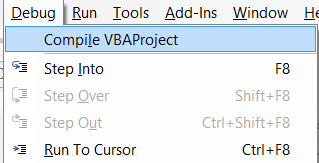 Debug Run Tools Add-Ins Window H
Compile VBAProject
Step Into F8
Step Over Shift+F8
Step Out Ctrl+Shift+F8
Run To Cursor Ctrl+F8